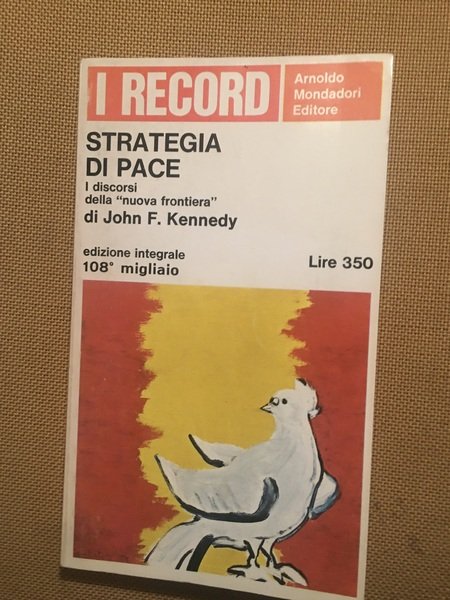 I RECORD
Arnoldo
Mondadori
Editore
STRATEGIA
DI PACE
I discorsi
della "nuova frontiera"
di John F. Kennedy
edizione integrale
108° migliaio
Lire 350